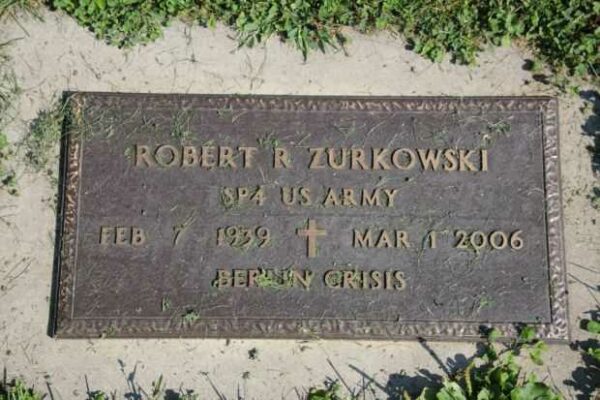 ROBERT R ZURKOWSKI
SP4 US ARMY
FEB 7 1939 MAR 1 2006
BERLIN CRISIS